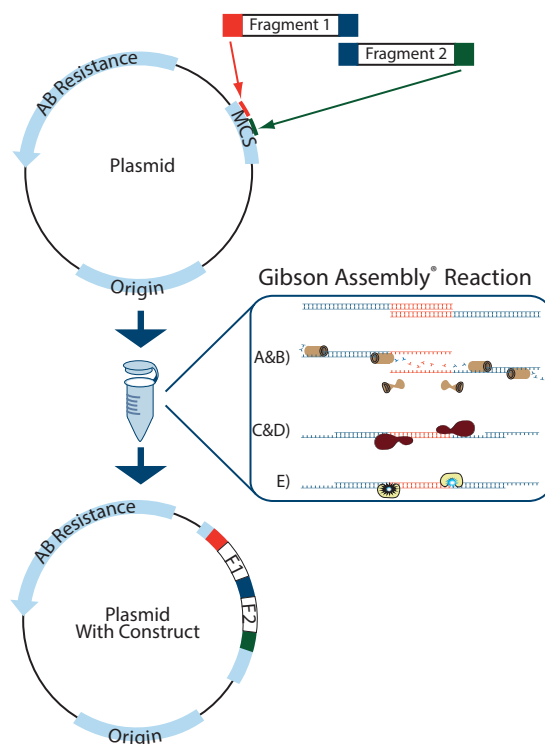 Fragment 1
Fragment 2
AB Resistance
MCS
Plasmid
Origin
Gibson Assembly® Reaction
A&B)
C&D)
E)
AB Resistance
F1
F2
Plasmid
With Construct
Origin